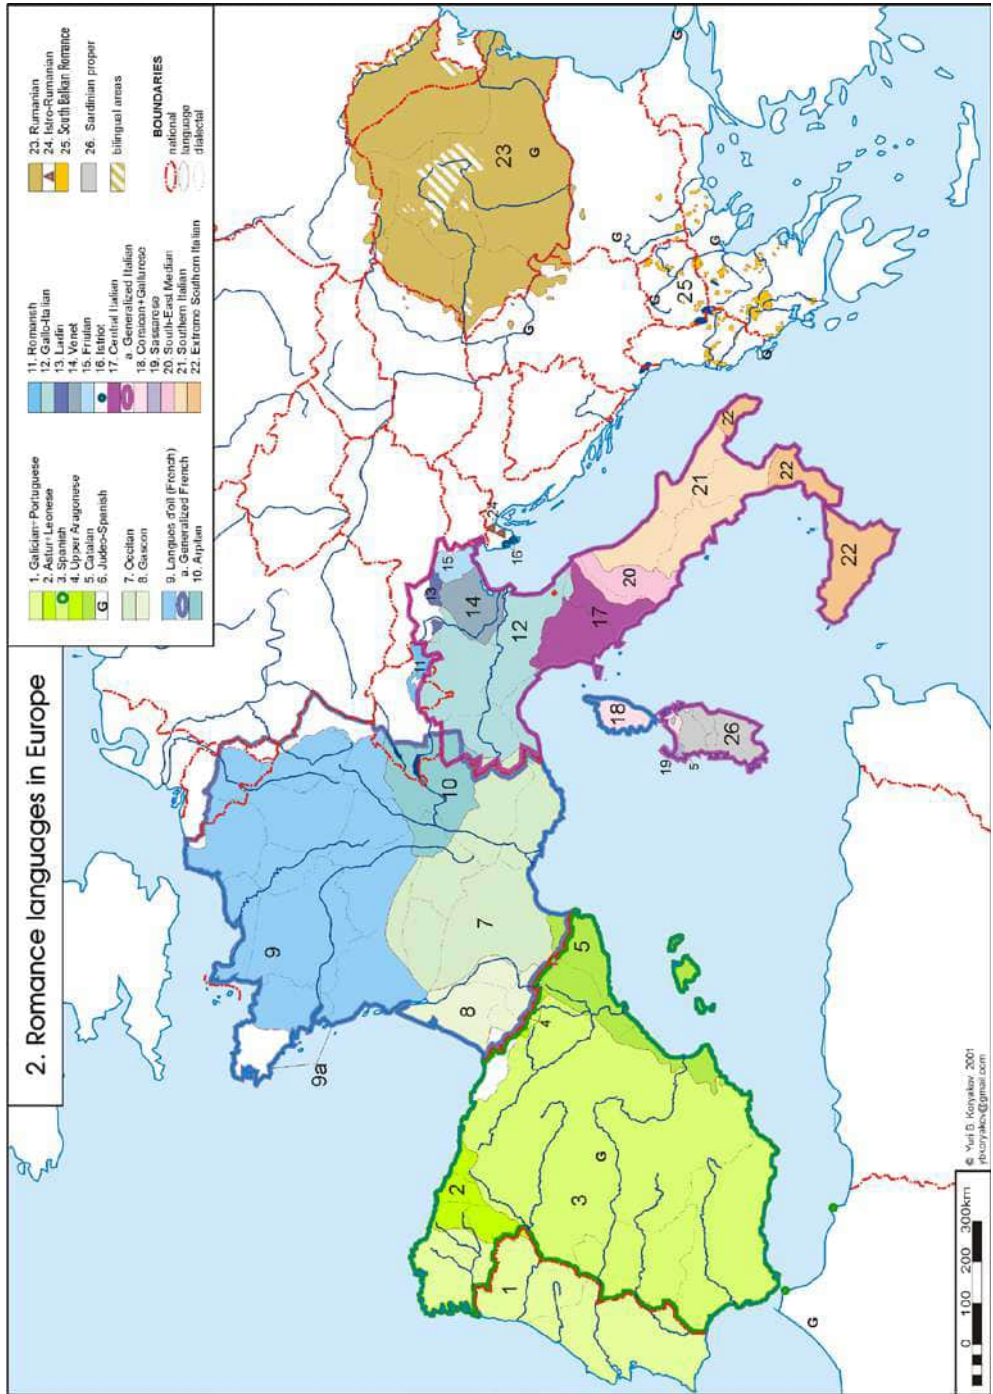 2. Romance languages in Europe
1. Galician+Portuguese
2. Astur+Leonese
3. Spanish
4. Upper Aragonese
5. Catalan
6. Judeo-Spanish
7. Occitan
8. Gascon
9. Langues d'oïl (French)
a. Generalized French
10. Arpitan
11. Romansh
12. Gallo-Italian
13. Ladin
14. Venet
15. Friulian
16. Istriot
17. Central Italian
a. Generalized Italian
18. Corsican+Gallurese
19. Sassarese
20. South-East Median
21. Southern Italian
22. Extreme Southern Italian
23. Rumanian
24. Istro-Rumanian
25. South Balkan Romance
26. Sardinian proper
bilingual areas
BOUNDARIES
national
language
dialectal
G
9
9a
7
8
10
11
12
13
14
15
16
24
17
20
21
22
22
22
18
19
5
26
23
G
G
25
G
G
G
G
G
5
4
3
G
2
1
G
0 100 200 300km
© Yuri B. Koryakov 2001
ybkoryakov@gmail.com